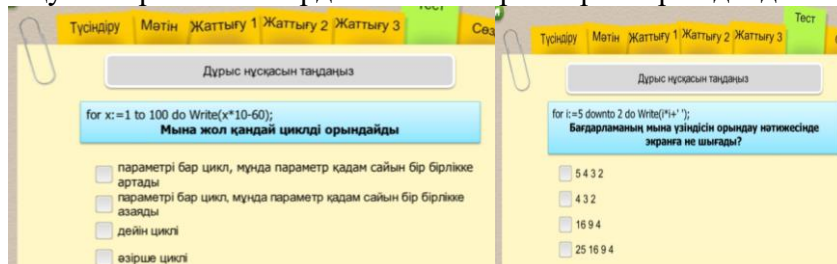 Түсіндіру Мәтін Жаттығу 1 Жаттығу 2 Жаттығу 3 Тест Сөз
Дұрыс нұсқасын таңдаңыз
for x:=1 to 100 do Write(x*10-60);
Мына жол қандай циклді орындайды
параметрі бар цикл, мұнда параметр қадам сайын бір бірлікке
артады
параметрі бар цикл, мұнда параметр қадам сайын бір бірлікке
азаяды
дейін циклі
әзірше циклі
Түсіндіру Мәтін Жаттығу 1 Жаттығу 2 Жаттығу 3 Тест
Дұрыс нұсқасын таңдаңыз
for i:=5 downto 2 do Write(i*i+' ');
Бағдарламаның мына үзіндісін орындау нәтижесінде
экранға не шығады?
5 4 3 2
4 3 2
16 9 4
25 16 9 4